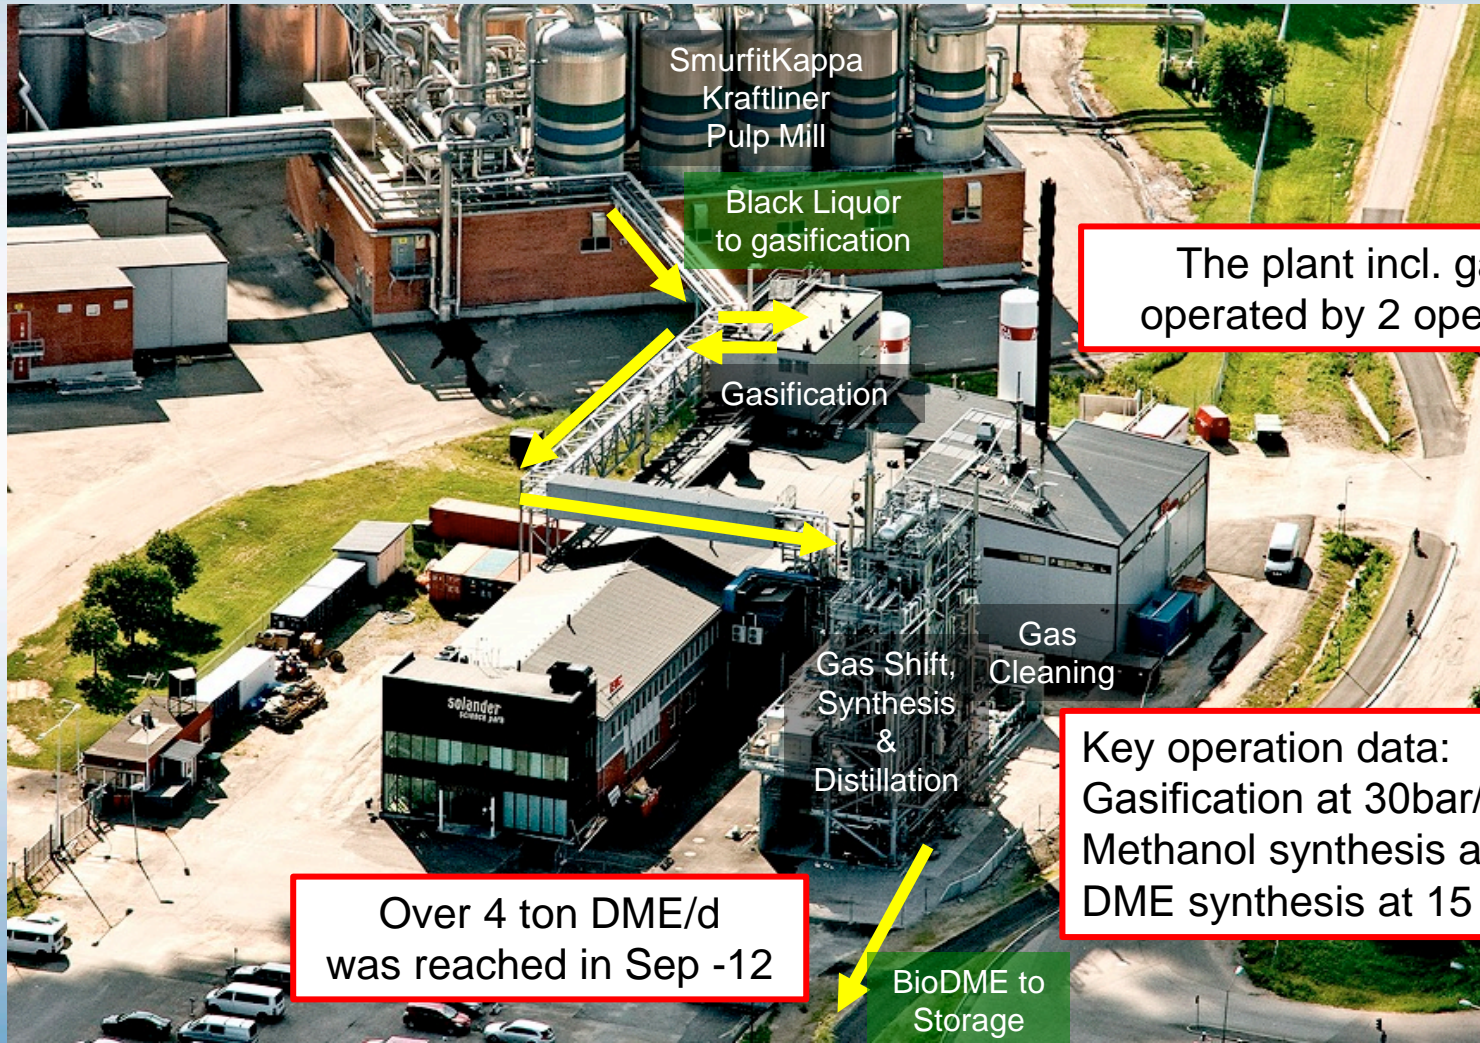 SmurfitKappa
Kraftliner
Pulp Mill
Black Liquor
to gasification
The plant incl.
operated by 2
Gasification
Gas
Cleaning
Gas Shift,
Synthesis
&
Distillation
solander
science park
Key operation data:
Gasification at 30bar/
Methanol synthesis
DME synthesis at 15
Over 4 ton DME/d
was reached in Sep -12
BioDME to
Storage